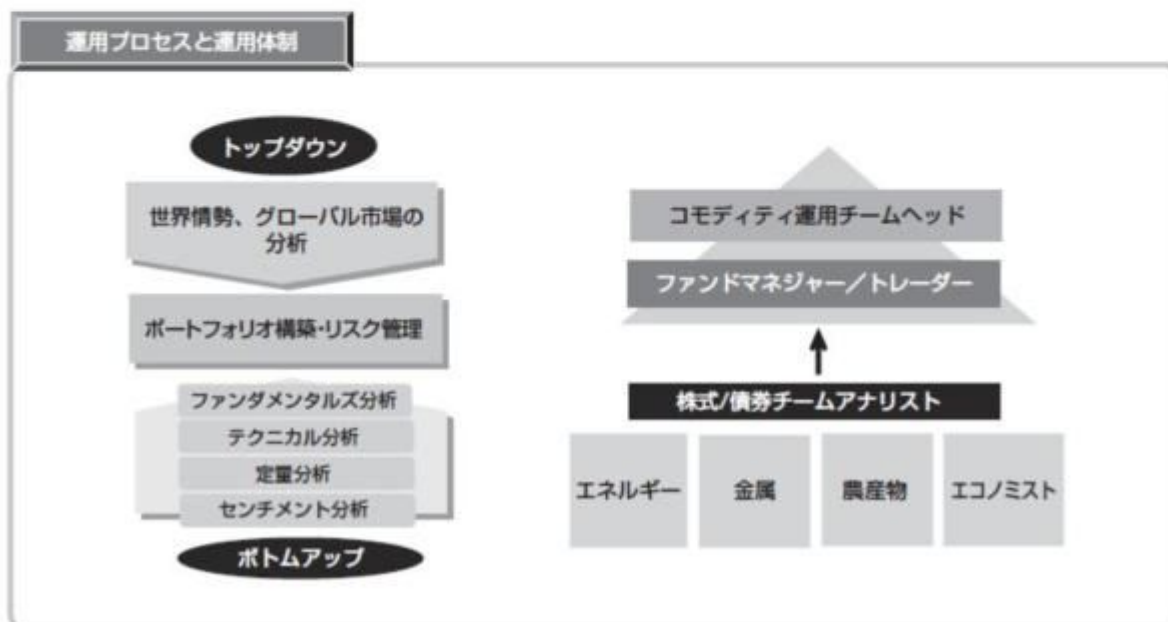 運用プロセスと運用体制
トップダウン
世界情勢、グローバル市場の
分析
ポートフォリオ構築・リスク管理
ファンダメンタルズ分析
テクニカル分析
定量分析
センチメント分析
ボトムアップ
コモディティ運用チームヘッド
ファンドマネジャー／トレーダー
株式/債券チームアナリスト
エネルギー
金属
農産物
エコノミスト